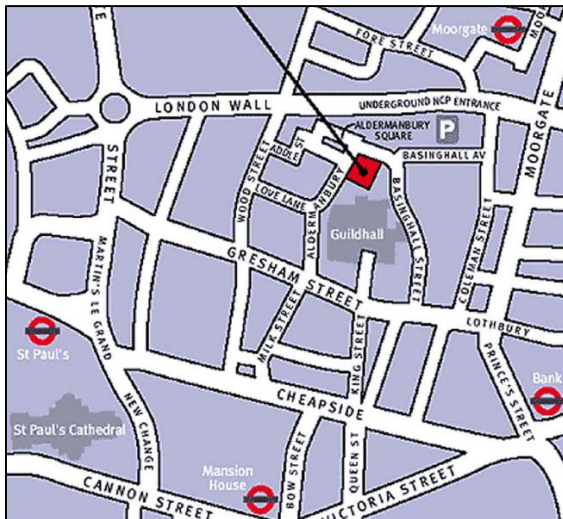 Moorgate
FORE STREET
MOORGATE
LONDON WALL
UNDERGROUND NCP ENTRANCE
ALDERMANBURY
SQUARE
P
ADDLE ST
BASINGHALL AV
WOOD STREET
LOVE LANE
ALDERMANBURY
BASINGHALL STREET
COLEMAN STREET
STREET
Guildhall
GRESHAM STREET
MARTIN'S LE GRAND
MILK STREET
KING STREET
LOTHBURY
PRINCE'S STREET
St Paul's
Bank
CHEAPSIDE
NEW CHANGE
St Paul's Cathedral
Mansion
House
BOW STREET
QUEEN ST
CANNON STREET
VICTORIA STREET